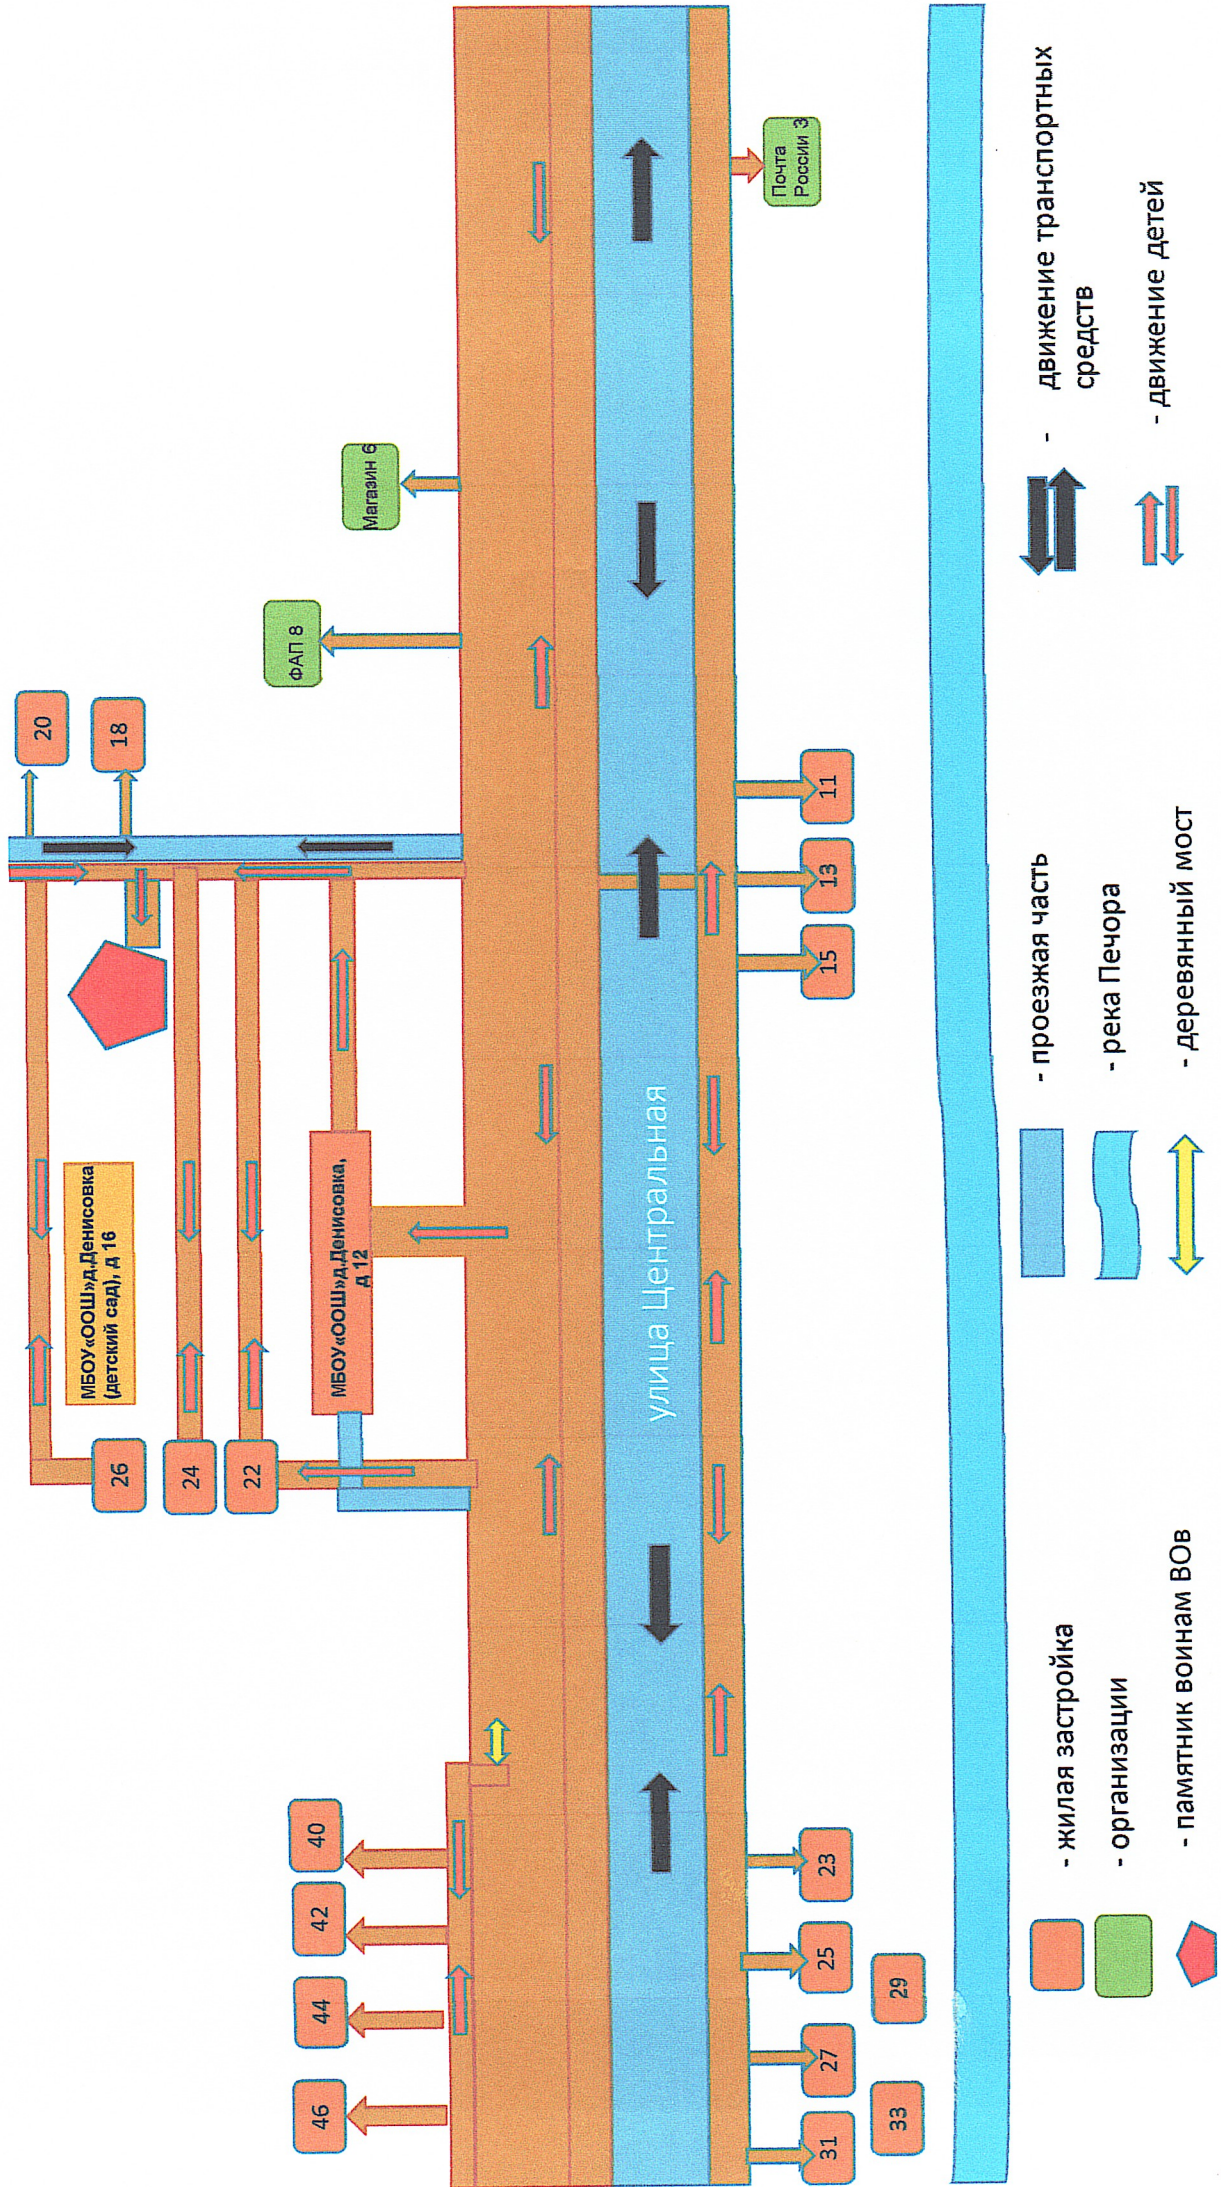 46
44
42
40
26
24
22
МБОУ«ООШ»д.Денисовка
(детский сад), д 16
МБОУ«ООШ»д.Денисовка,
д 12
20
18
ФАП 8
Магазин 6
улица Центральная
31
27
25
23
15
13
11
Почта
России 3
33
29
- жилая застройка
- организации
- памятник воинам ВОв
- проезжая часть
- река Печора
- деревянный мост
- движение транспортных
средств
- движение детей